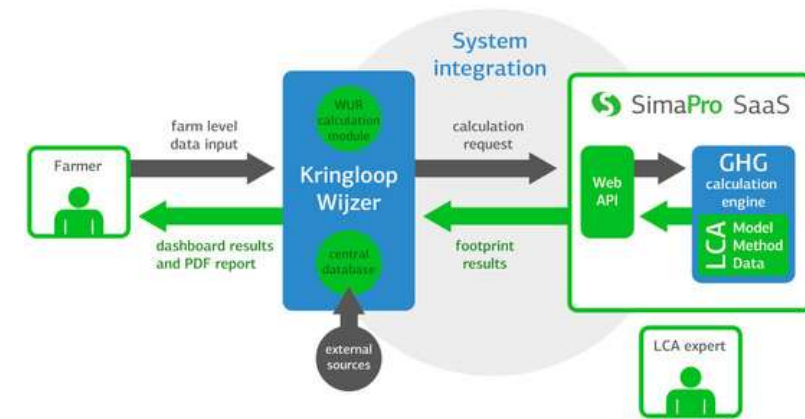 System
integration
SimaPro SaaS
WUR
calculation
module
farm level
data input
calculation
request
Farmer
Kringloop
Wijzer
Web
API
GHG
calculation
engine
LCA
Model
Method
Data
dashboard results
and PDF report
central
database
footprint
results
external
sources
LCA expert